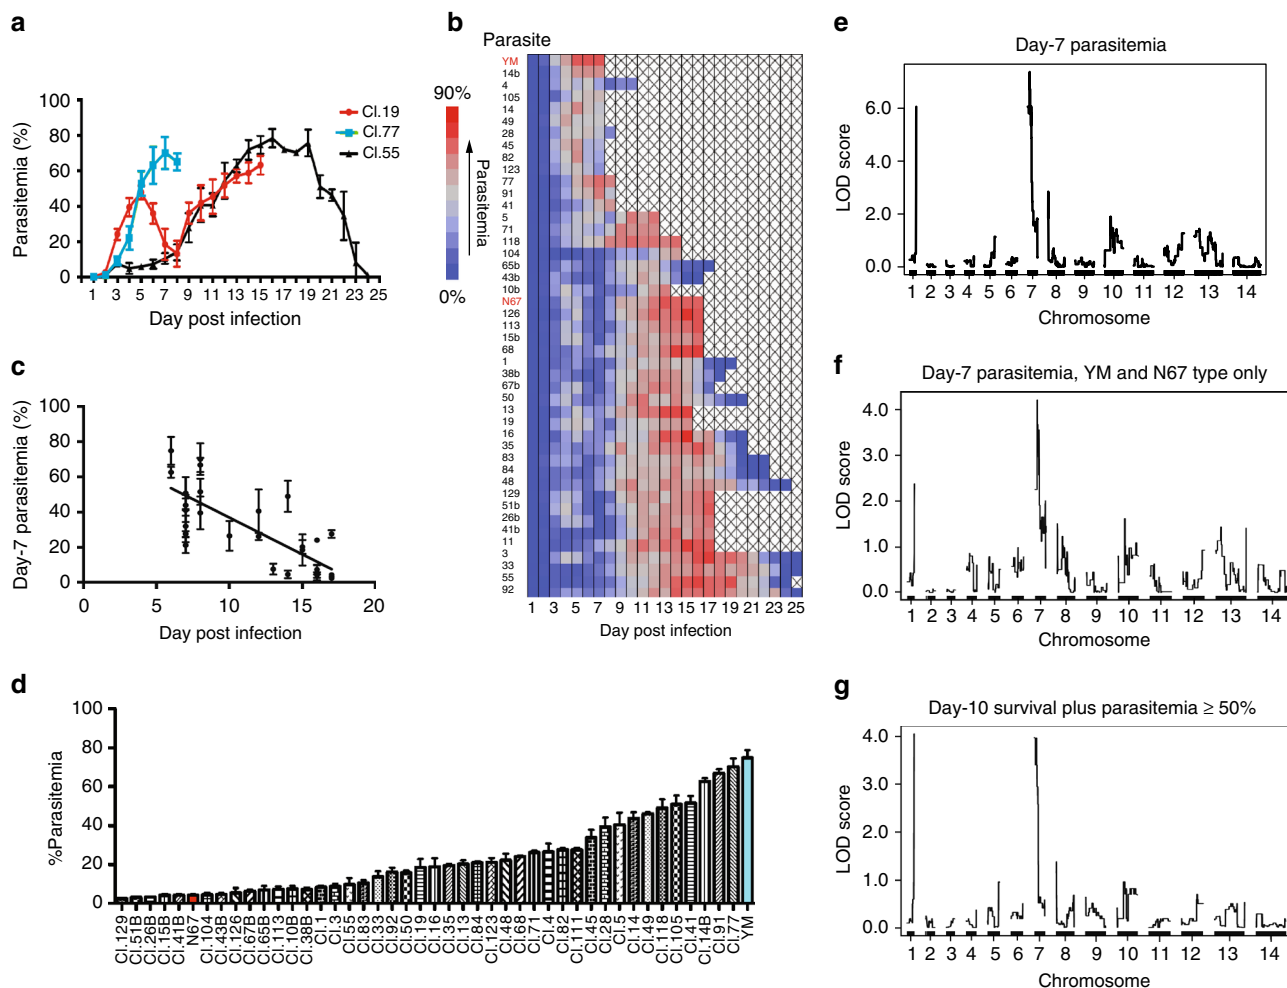 a
Parasitemia (%)
100
80
60
40
20
0
1 3 5 7 9 11 13 15 17 19 21 23 25
Day post infection
Cl.19
Cl.77
Cl.55
b
Parasite
90%
Parasitemia
0%
YM
14b
4
105
14
49
28
45
82
123
77
91
41
5
71
118
104
65b
43b
10b
N67
126
113
15b
68
1
38b
67b
50
13
19
16
35
83
84
48
129
51b
26b
41b
11
3
33
55
92
1 3 5 7 9 11 13 15 17 19 21 23 25
Day post infection
c
Day-7 parasitemia (%)
100
80
60
40
20
0
0 5 10 15 20
Day post infection
d
%Parasitemia
100
80
60
40
20
0
Cl.129
Cl.51B
Cl.26B
Cl.15B
Cl.41B
N67
Cl.104
Cl.43B
Cl.126
Cl.67B
Cl.65B
Cl.113
Cl.10B
Cl.38B
Cl.1
Cl.3
Cl.55
Cl.83
Cl.33
Cl.92
Cl.50
Cl.19
Cl.16
Cl.35
Cl.13
Cl.84
Cl.123
Cl.48
Cl.68
Cl.71
Cl.4
Cl.82
Cl.111
Cl.45
Cl.28
Cl.5
Cl.14
Cl.49
Cl.118
Cl.105
Cl.41
Cl.14B
Cl.91
Cl.77
YM
e
Day-7 parasitemia
LOD score
6.0
4.0
2.0
0.0
1 2 3 4 5 6 7 8 9 10 11 12 13 14
Chromosome
f
Day-7 parasitemia, YM and N67 type only
LOD score
4.0
3.0
2.0
1.0
0.0
1 2 3 4 5 6 7 8 9 10 11 12 13 14
Chromosome
g
Day-10 survival plus parasitemia ≥ 50%
LOD score
4.0
3.0
2.0
1.0
0.0
1 2 3 4 5 6 7 8 9 10 11 12 13 14
Chromosome